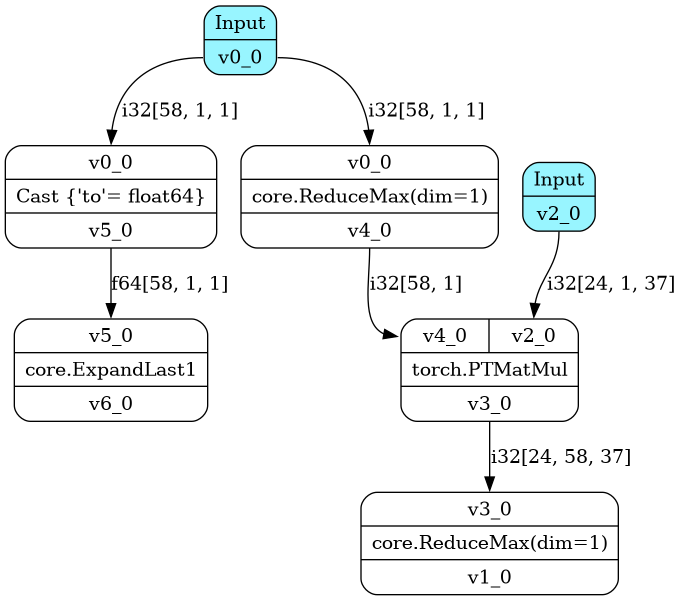 Input
v0_0
i32[58, 1, 1]
i32[58, 1, 1]
v0_0
Cast {'to'= float64}
v5_0
v0_0
core.ReduceMax(dim=1)
v4_0
Input
v2_0
f64[58, 1, 1]
i32[58, 1]
i32[24, 1, 37]
v5_0
core.ExpandLast1
v6_0
v4_0
v2_0
torch.PTMatMul
v3_0
i32[24, 58, 37]
v3_0
core.ReduceMax(dim=1)
v1_0